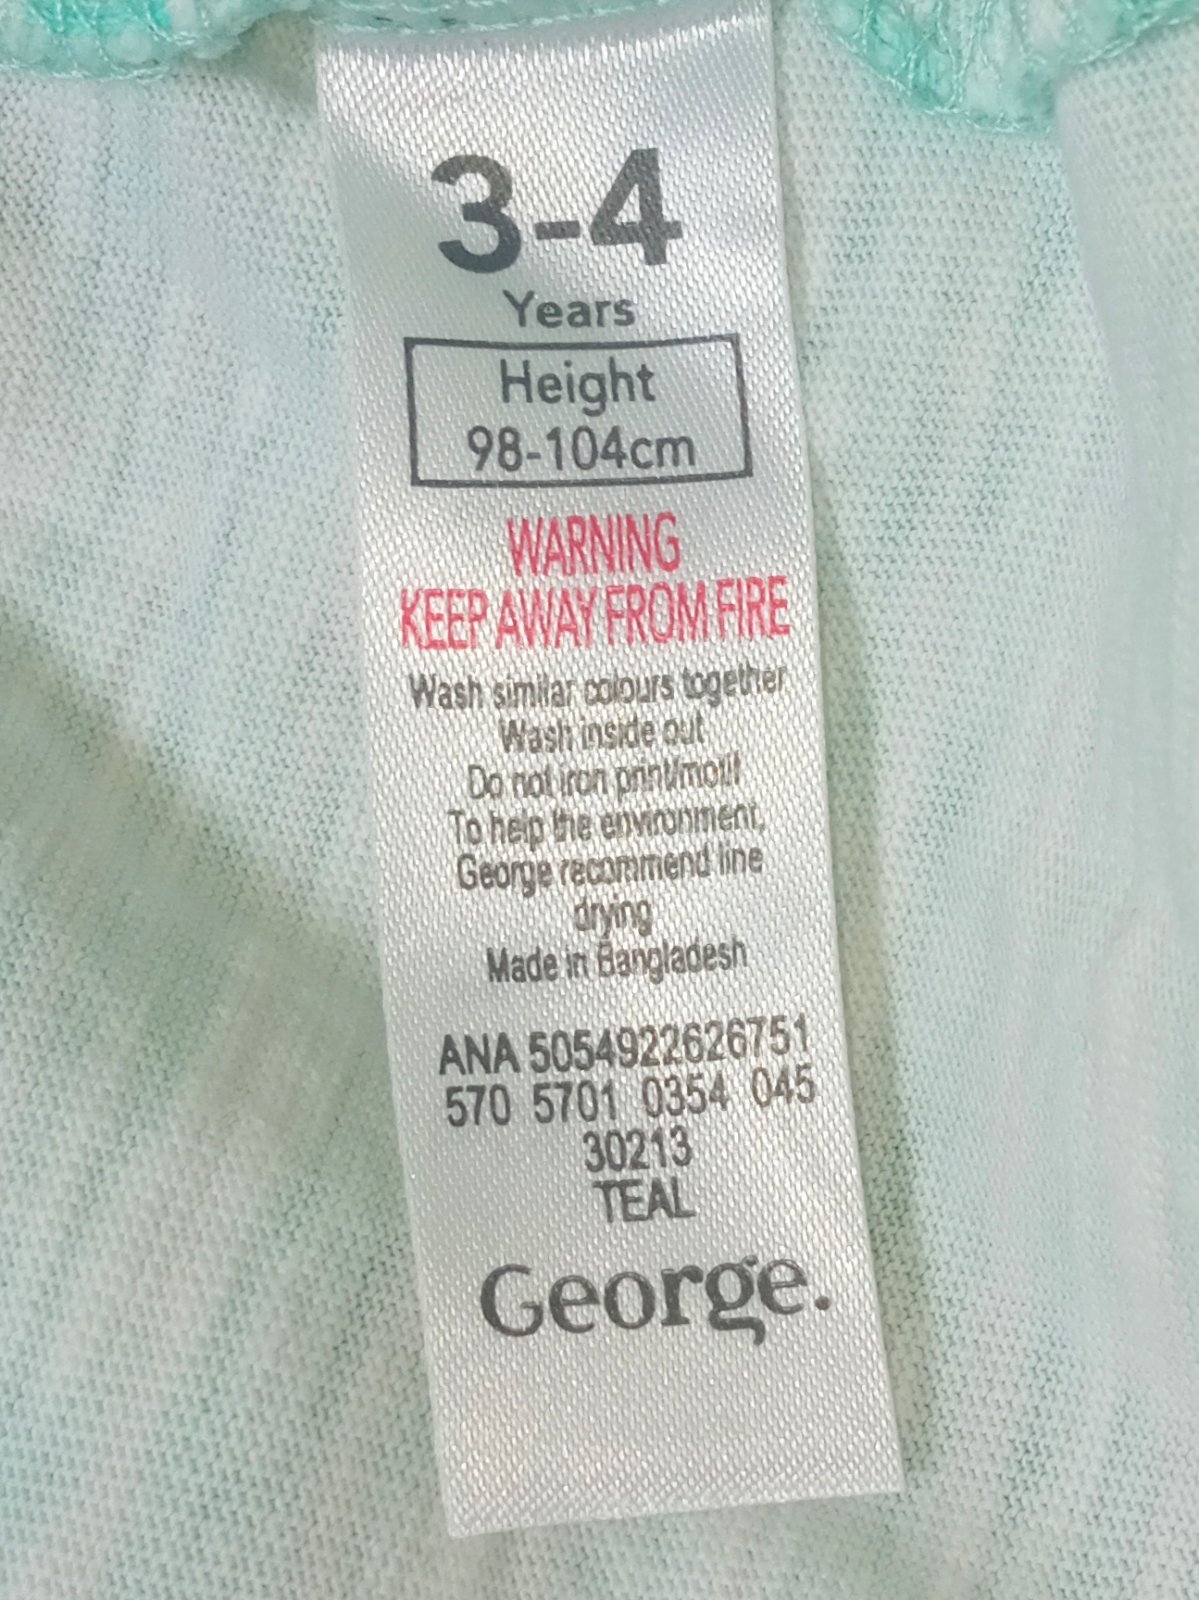 3-4
Years
Height
98-104cm
WARNING
KEEP AWAY FROM FIRE
Wash similar colours together
Wash inside out
Do not iron print/motif
To help the environment,
George recommend line
drying
Made in Bangladesh
ANA 5054922626751
570 5701 0354 045
30213
TEAL
George.